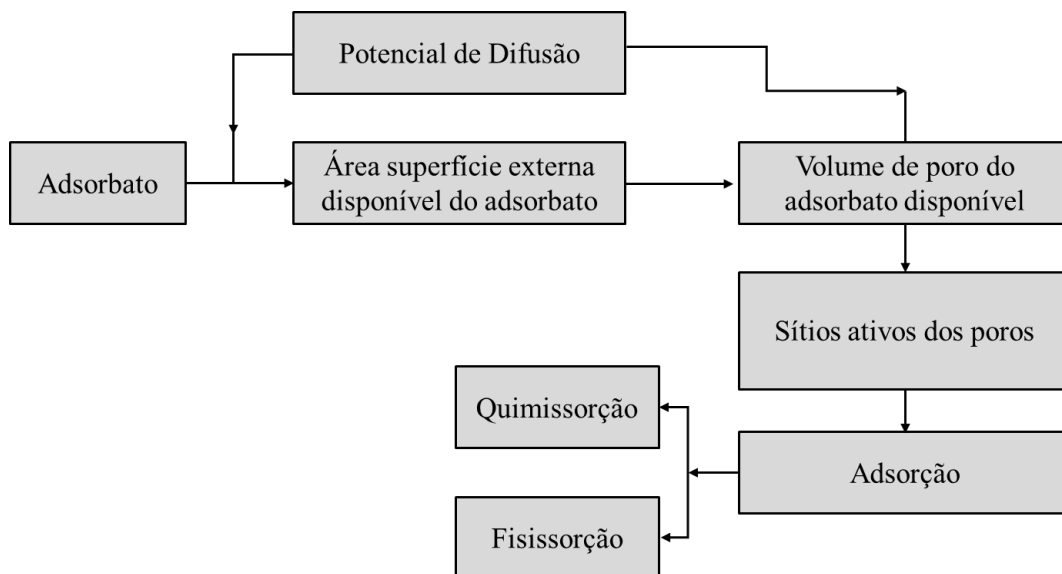 Potencial de Difusão
Adsorbato
Área superfície externa
disponível do adsorbato
Volume de poro do
adsorbato disponível
Sítios ativos dos poros
Quimissorção
Adsorção
Fisissorção